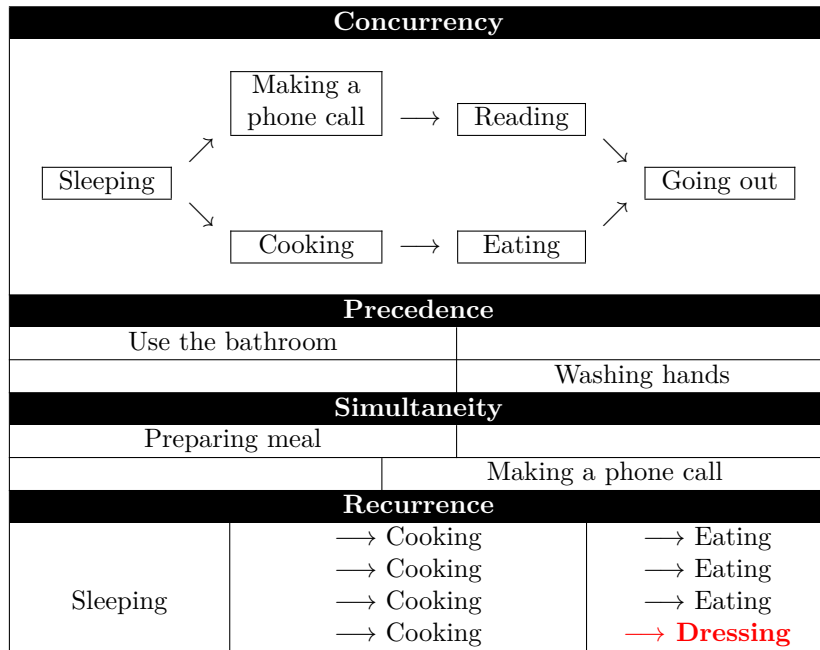 Concurrency
Making a
phone call
⟶
Reading
↗
↘
Sleeping
Going out
↘
↗
Cooking
⟶
Eating
Precedence
Use the bathroom
Washing hands
Simultaneity
Preparing meal
Making a phone call
Recurrence
⟶ Cooking ⟶ Eating
⟶ Cooking ⟶ Eating
Sleeping ⟶ Cooking ⟶ Eating
⟶ Cooking ⟶ Dressing